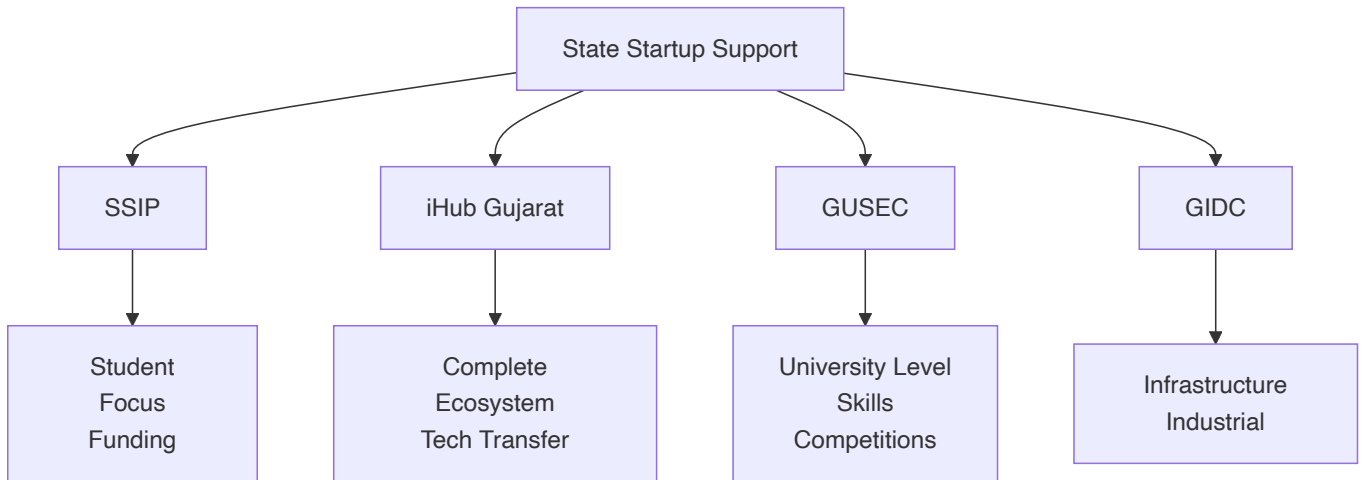 State Startup Support
SSIP
iHub Gujarat
GUSEC
GIDC
Student
Focus
Funding
Complete
Ecosystem
Tech Transfer
University Level
Skills
Competitions
Infrastructure
Industrial